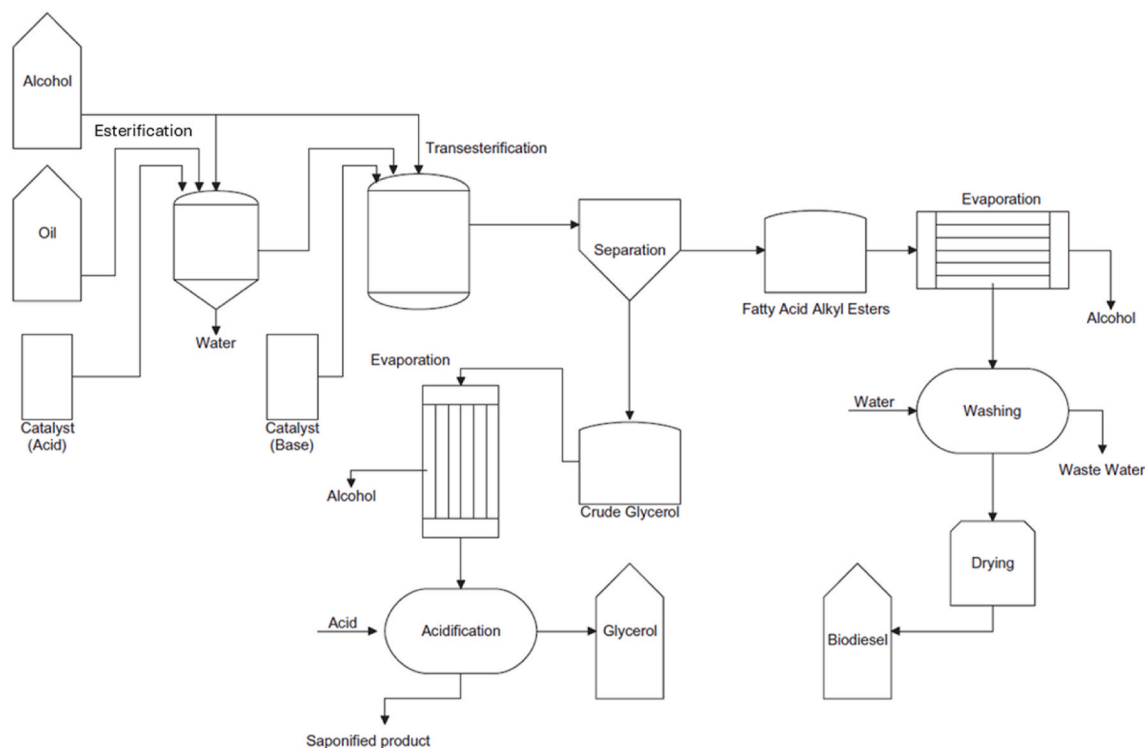 Alcohol
Esterification
Transesterification
Oil
Separation
Evaporation
Fatty Acid Alkyl Esters
Alcohol
Water
Evaporation
Catalyst
(Acid)
Catalyst
(Base)
Water
Washing
Waste Water
Alcohol
Crude Glycerol
Drying
Acid
Acidification
Glycerol
Biodiesel
Saponified product